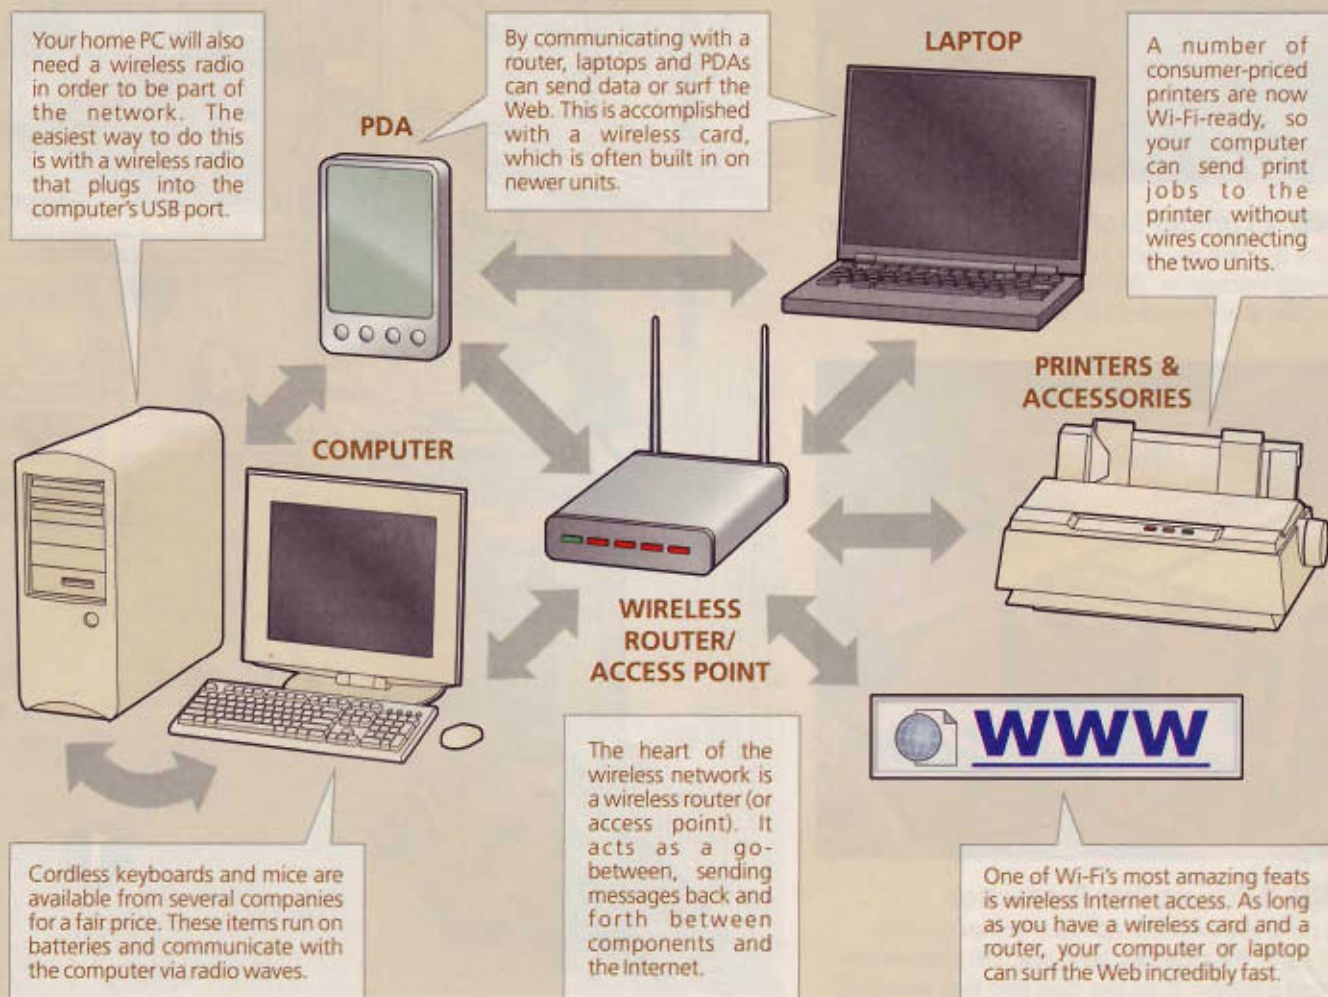 Your home PC will also
need a wireless radio
in order to be part of
the network. The
easiest way to do this
is with a wireless radio
that plugs into the
computer's USB port.
PDA
By communicating with a
router, laptops and PDAs
can send data or surf the
Web. This is accomplished
with a wireless card,
which is often built in on
newer units.
LAPTOP
A number of
consumer-priced
printers are now
Wi-Fi-ready, so
your computer
can send print
jobs to the
printer without
wires connecting
the two units.
PRINTERS &
ACCESSORIES
COMPUTER
WIRELESS
ROUTER/
ACCESS POINT
WWW
Cordless keyboards and mice are
available from several companies
for a fair price. These items run on
batteries and communicate with
the computer via radio waves.
The heart of the
wireless network is
a wireless router (or
access point). It
acts as a go-
between, sending
messages back and
forth between
components and
the Internet.
One of Wi-Fi's most amazing feats
is wireless Internet access. As long
as you have a wireless card and a
router, your computer or laptop
can surf the Web incredibly fast.